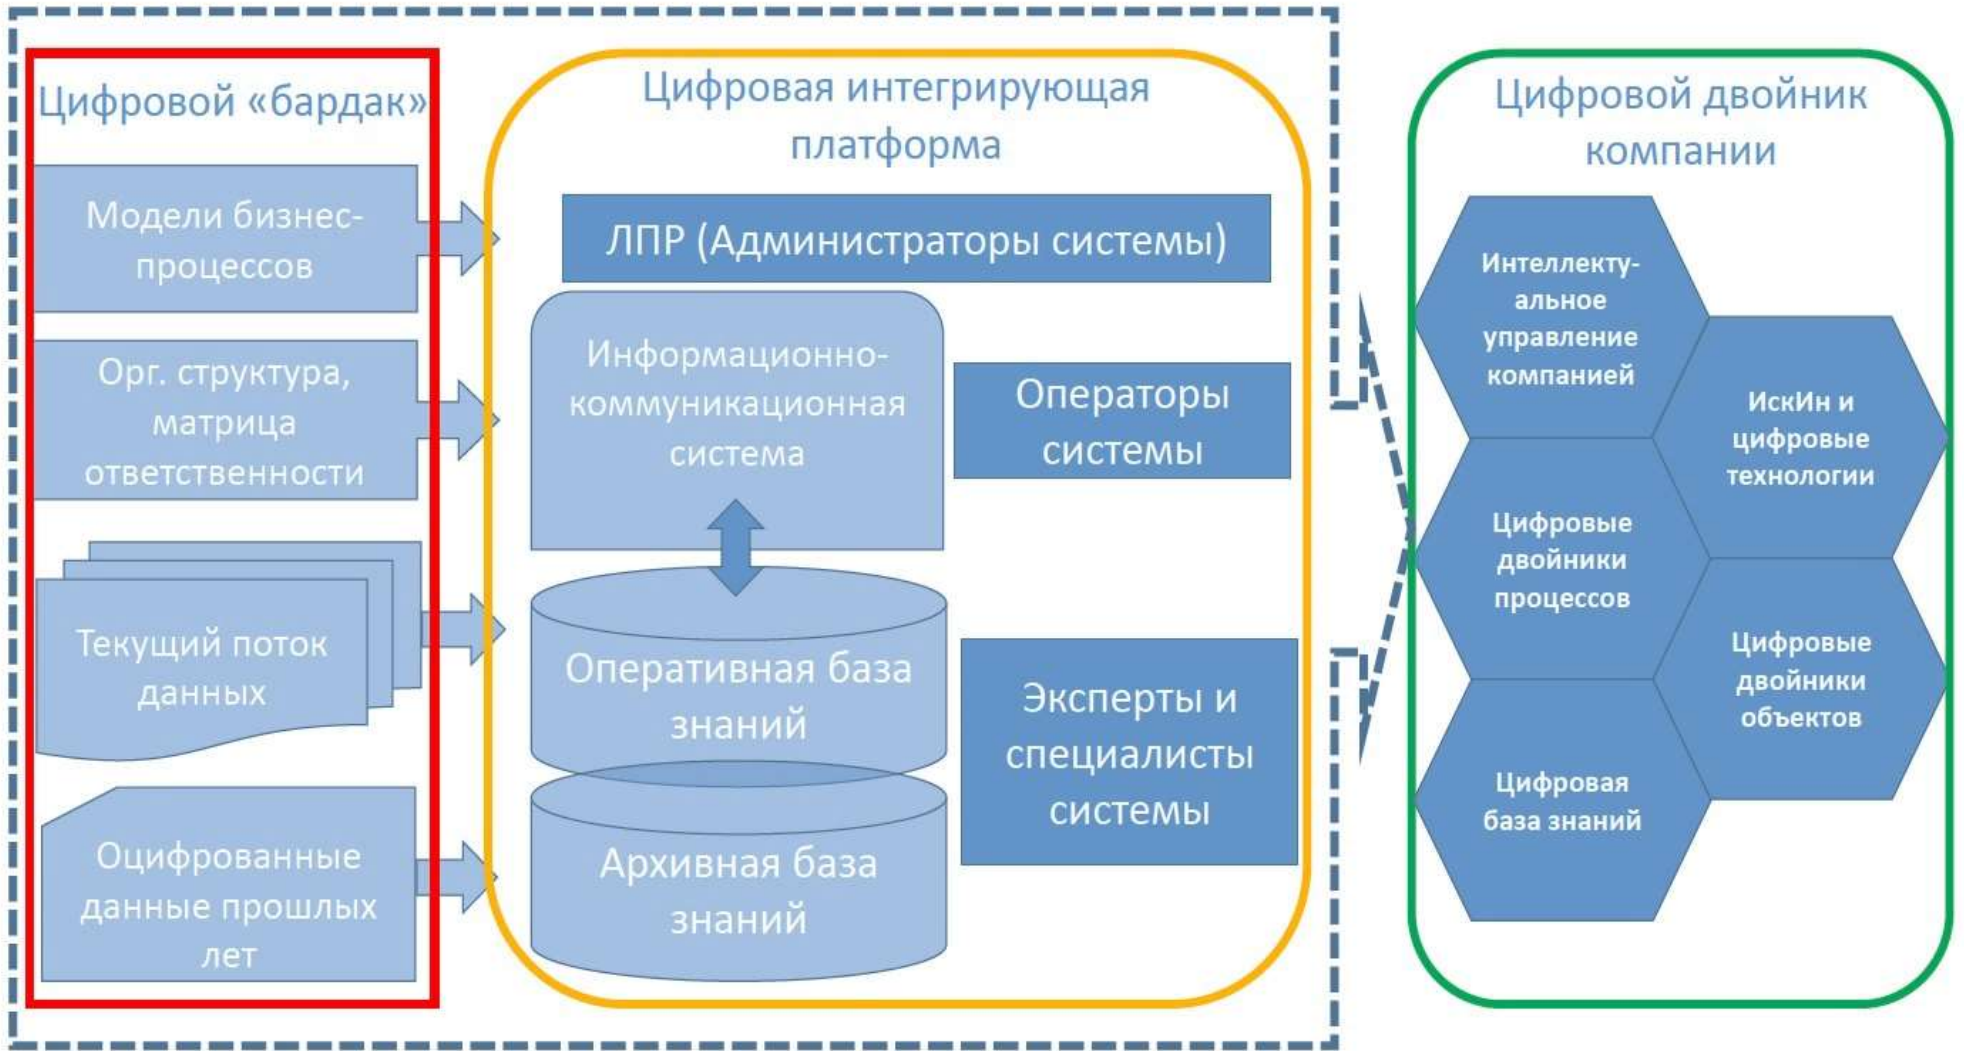 Цифровой «бардак»
Модели бизнес-
процессов
Орг. структура,
матрица
ответственности
Текущий поток
данных
Оцифрованные
данные прошлых
лет
Цифровая интегрирующая
платформа
ЛПР (Администраторы системы)
Информационно-
коммуникационная
система
Операторы
системы
Оперативная база
знаний
Эксперты и
специалисты
системы
Архивная база
знаний
Цифровой двойник
компании
Интеллекту-
альное
управление
компанией
ИскИн и
цифровые
технологии
Цифровые
двойники
процессов
Цифровые
двойники
объектов
Цифровая
база знаний